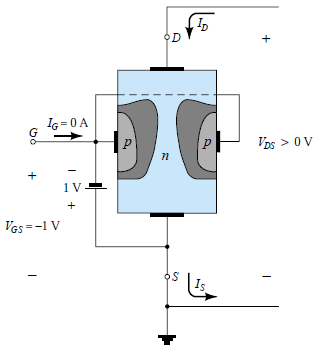 I_D
D
+
I_G = 0 A
G
p
p
n
V_DS > 0 V
+
–
1 V
+
V_GS = –1 V
–
S
I_S
–